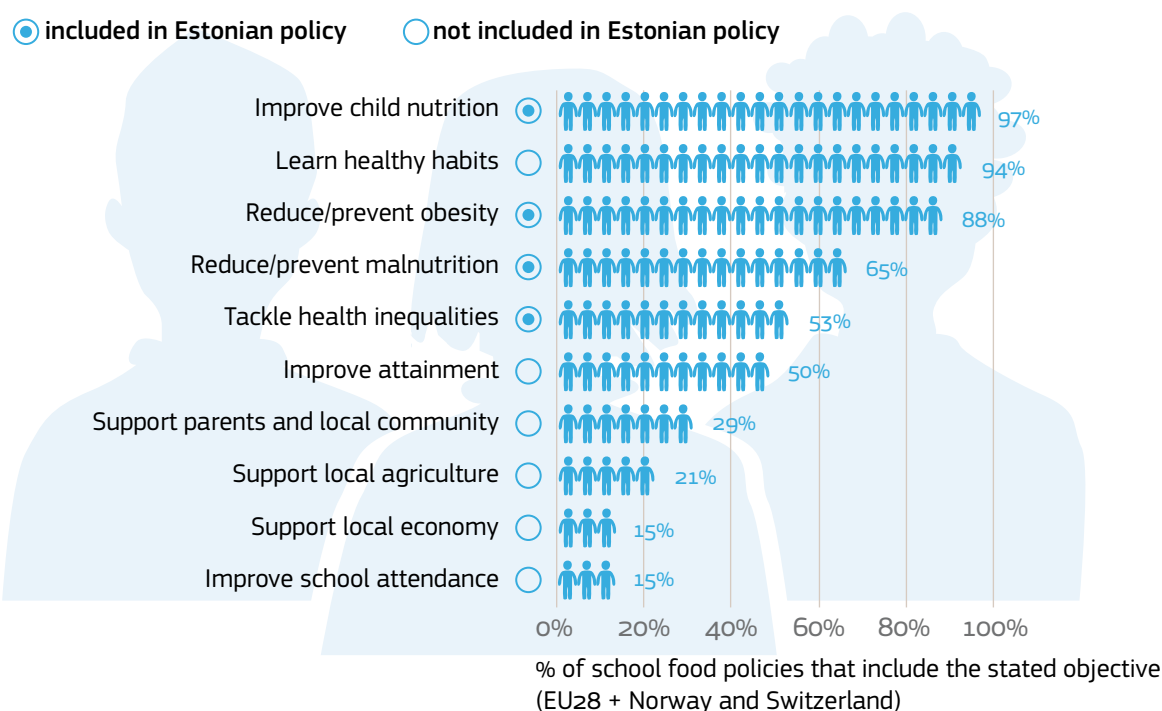 included in Estonian policy not included in Estonian policy
Improve child nutrition 97%
Learn healthy habits 94%
Reduce/prevent obesity 88%
Reduce/prevent malnutrition 65%
Tackle health inequalities 53%
Improve attainment 50%
Support parents and local community 29%
Support local agriculture 21%
Support local economy 15%
Improve school attendance 15%
0% 20% 40% 60% 80% 100%
% of school food policies that include the stated objective
(EU28 + Norway and Switzerland)